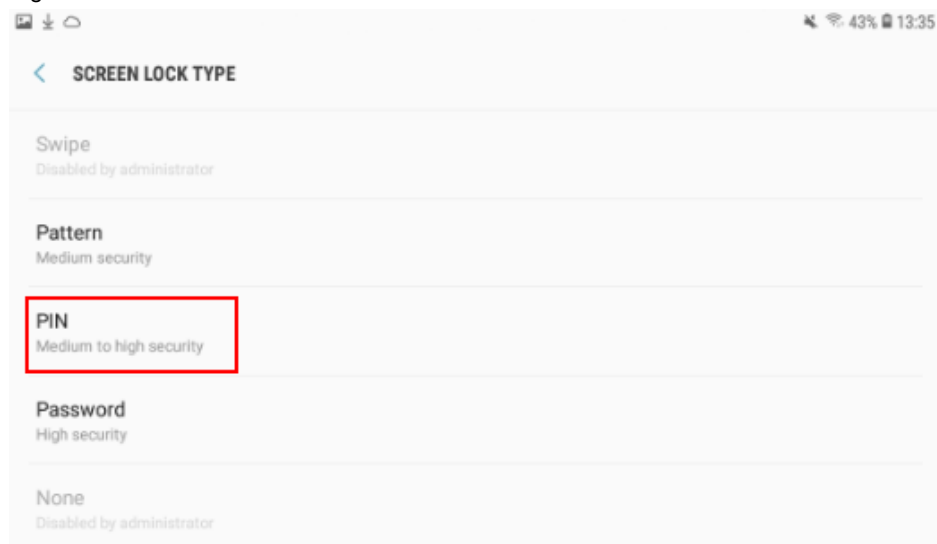 43% 13:35
SCREEN LOCK TYPE
Swipe
Disabled by administrator
Pattern
Medium security
PIN
Medium to high security
Password
High security
None
Disabled by administrator